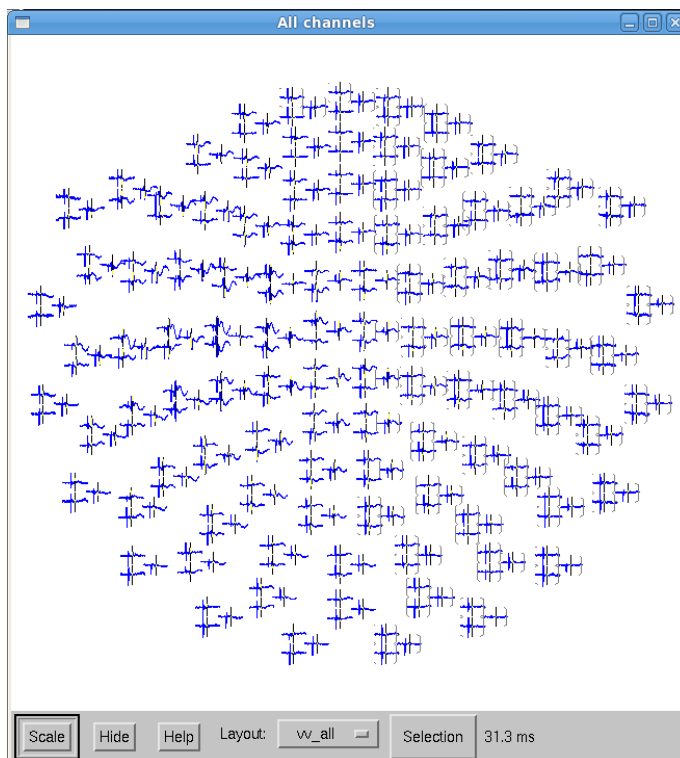 All channels
Scale
Hide
Help
Layout:
vv_all
Selection
31.3 ms